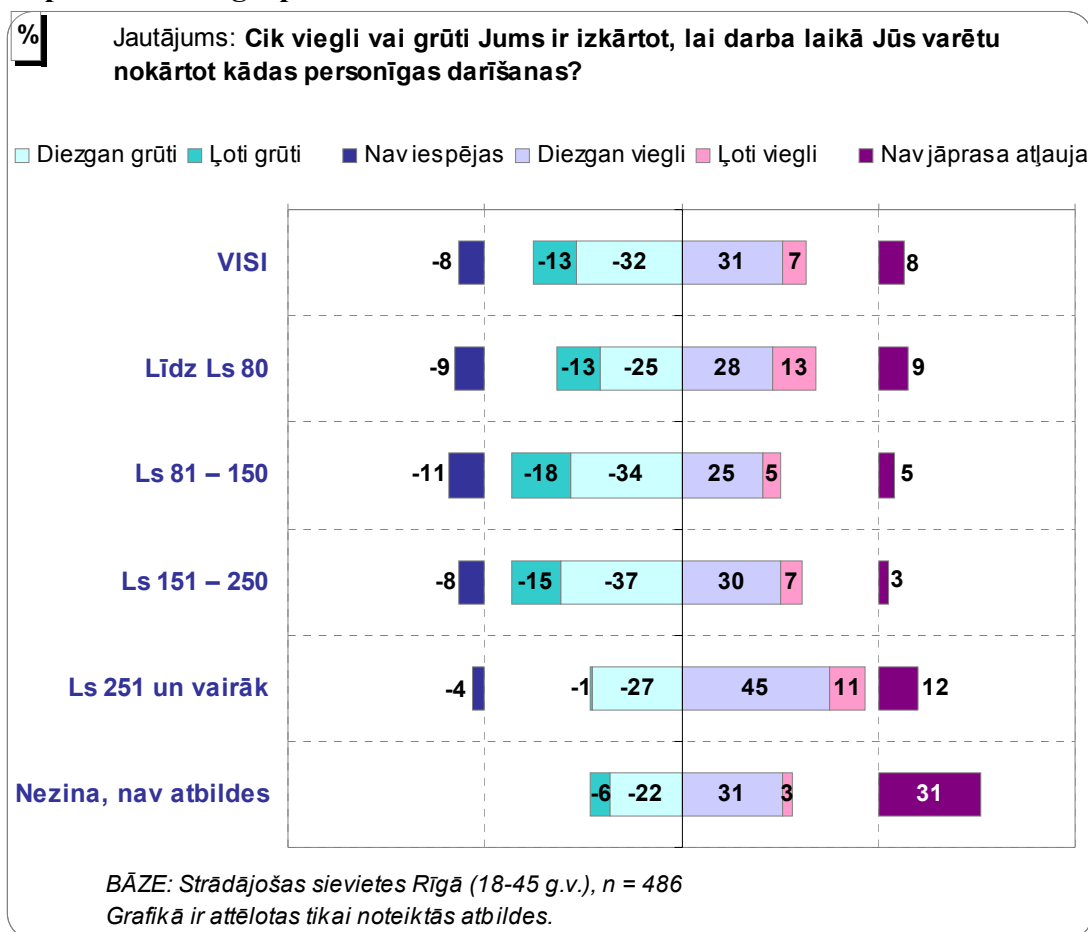 %
Jautājums: Cik viegli vai grūti Jums ir izkārtot, lai darba laikā Jūs varētu
nokārtot kādas personīgas darīšanas?
Diezgan grūti Ļoti grūti Nav iespējas Diezgan viegli Ļoti viegli Nav jāprasa atļauja
VISI -8 -13 -32 31 7 8
Līdz Ls 80 -9 -13 -25 28 13 9
Ls 81 – 150 -11 -18 -34 25 5 5
Ls 151 – 250 -8 -15 -37 30 7 3
Ls 251 un vairāk -4 -1 -27 45 11 12
Nezina, nav atbildes -6 -22 31 3 31
BĀZE: Strādājošas sievietes Rīgā (18-45 g.v.), n = 486
Grafikā ir attēlotas tikai noteiktās atbildes.